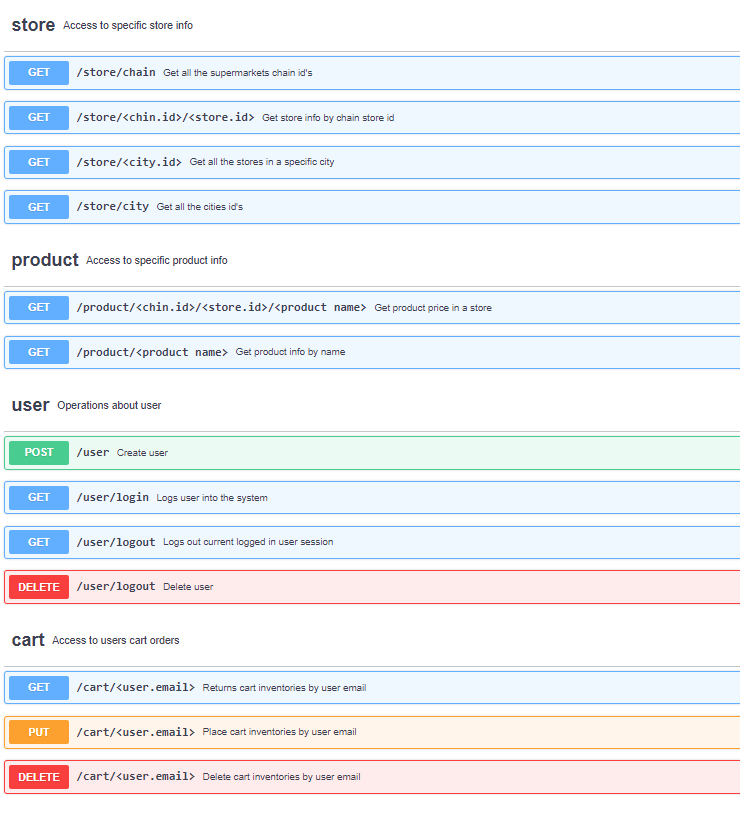 store Access to specific store info
GET /store/chain Get all the supermarkets chain id's
GET /store/<chin.id>/<store.id> Get store info by chain store id
GET /store/<city.id> Get all the stores in a specific city
GET /store/city Get all the cities id's
product Access to specific product info
GET /product/<chin.id>/<store.id>/<product name> Get product price in a store
GET /product/<product name> Get product info by name
user Operations about user
POST /user Create user
GET /user/login Logs user into the system
GET /user/logout Logs out current logged in user session
DELETE /user/logout Delete user
cart Access to users cart orders
GET /cart/<user.email> Returns cart inventories by user email
PUT /cart/<user.email> Place cart inventories by user email
DELETE /cart/<user.email> Delete cart inventories by user email